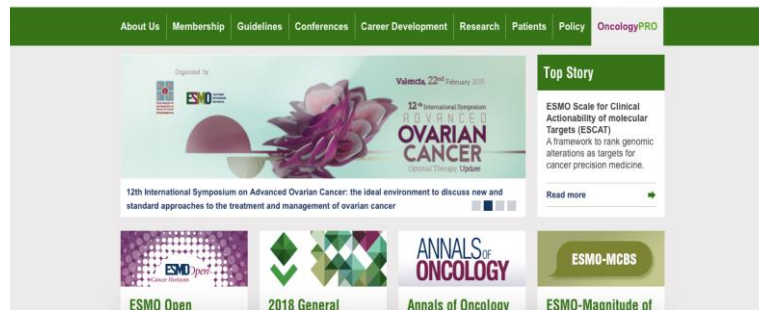 About Us Membership Guidelines Conferences Career Development Research Patients Policy OncologyPRO
Organized by
ESMO
Valencia, 22nd February 2019
12th International Symposium
ADVANCED
OVARIAN
CANCER
Optimal Therapy. Update
12th International Symposium on Advanced Ovarian Cancer: the ideal environment to discuss new and
standard approaches to the treatment and management of ovarian cancer
Top Story
ESMO Scale for Clinical
Actionability of molecular
Targets (ESCAT)
A framework to rank genomic
alterations as targets for
cancer precision medicine.
Read more
ESMO Open
Cancer Horizons
ANNALS OF
ONCOLOGY
ESMO-MCBS
ESMO Open
2018 General
Annals of Oncology
ESMO-Magnitude of